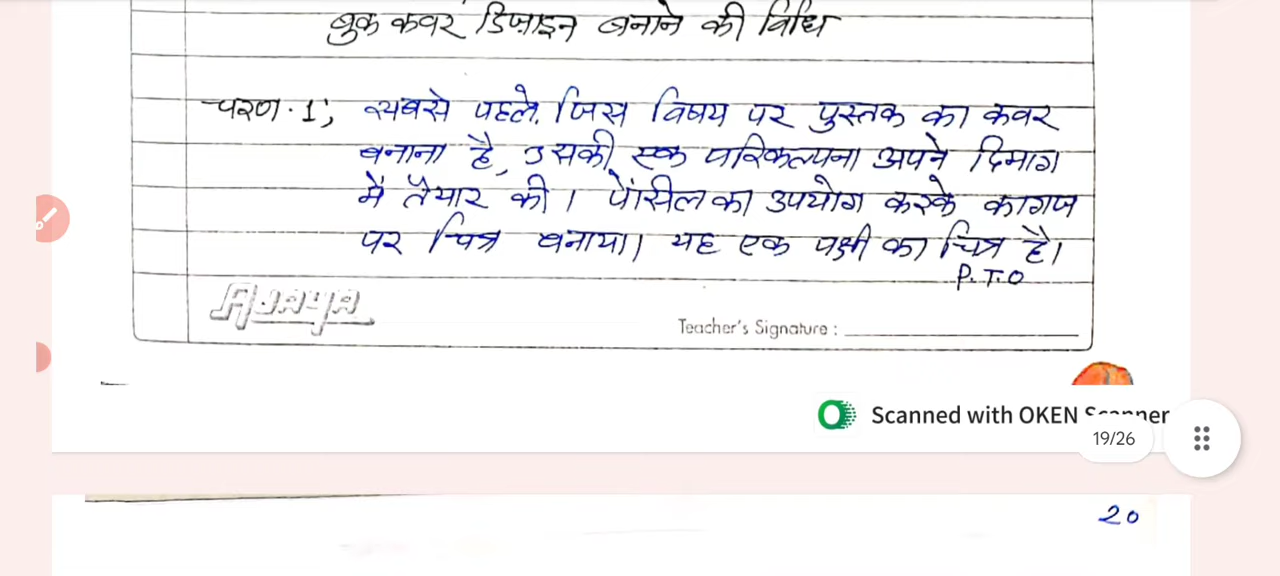 बुक कवर डिज़ाइन बनाने की विधि
चरण.1; सबसे पहले, जिस विषय पर पुस्तक का कवर
बनाना है, उसकी एक परिकल्पना अपने दिमाग
में तैयार की। पेंसील का उपयोग करके कागज
पर चित्र बनाया। यह एक पक्षी का चित्र है।
P.T.O
AJAYA
Teacher's Signature :
Scanned with OKEN Scanner
19/26
20